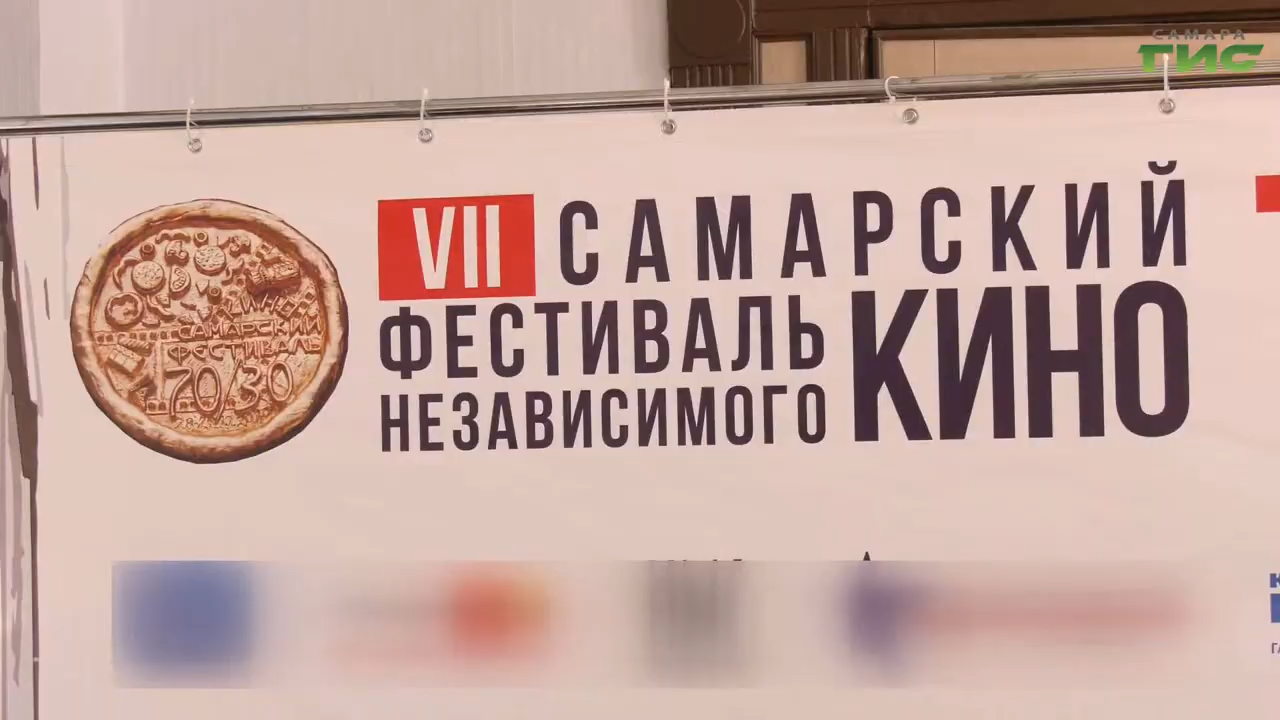 САМАРА
ГИС
VII САМАРСКИЙ
ФЕСТИВАЛЬ
НЕЗАВИСИМОГО
КИНО
САМАРСКИЙ
ФЕСТИВАЛЬ
70/30